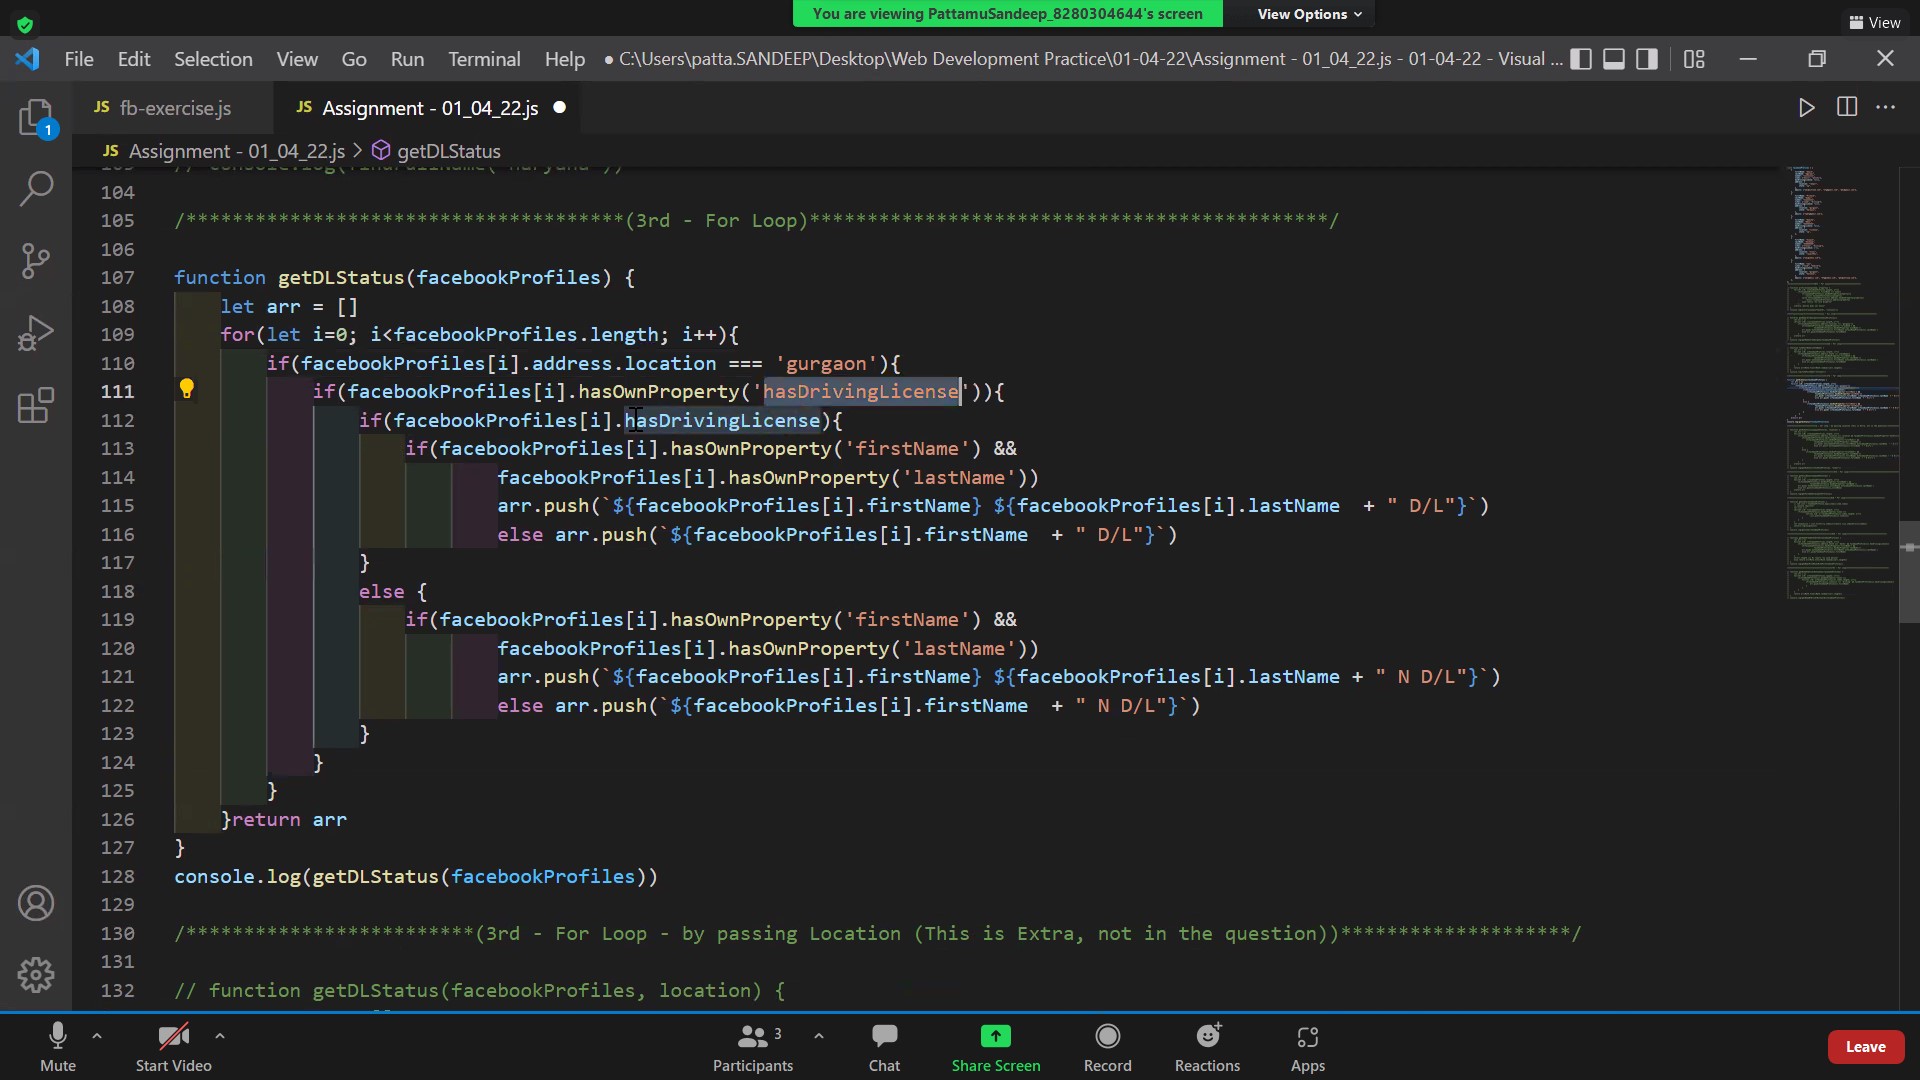 You are viewing PattamuSandeep_8280304644's screen
View Options
View
File Edit Selection View Go Run Terminal Help
● C:\Users\patta.SANDEEP\Desktop\Web Development Practice\01-04-22\Assignment - 01_04_22.js - 01-04-22 - Visual ...
JS fb-exercise.js
JS Assignment - 01_04_22.js ●
1
JS Assignment - 01_04_22.js > getDLStatus
104
105 /**************************************(3rd - For Loop)*********************************************/
106
107 function getDLStatus(facebookProfiles) {
108 let arr = []
109 for(let i=0; i<facebookProfiles.length; i++){
110 if(facebookProfiles[i].address.location === 'gurgaon'){
111 if(facebookProfiles[i].hasOwnProperty('hasDrivingLicense')){
112 if(facebookProfiles[i].hasDrivingLicense){
113 if(facebookProfiles[i].hasOwnProperty('firstName') &&
114 facebookProfiles[i].hasOwnProperty('lastName'))
115 arr.push(`${facebookProfiles[i].firstName} ${facebookProfiles[i].lastName  + " D/L"}`)
116 else arr.push(`${facebookProfiles[i].firstName  + " D/L"}`)
117 }
118 else {
119 if(facebookProfiles[i].hasOwnProperty('firstName') &&
120 facebookProfiles[i].hasOwnProperty('lastName'))
121 arr.push(`${facebookProfiles[i].firstName} ${facebookProfiles[i].lastName + " N D/L"}`)
122 else arr.push(`${facebookProfiles[i].firstName  + " N D/L"}`)
123 }
124 }
125 }
126 }return arr
127 }
128 console.log(getDLStatus(facebookProfiles))
129
130 /*************************(3rd - For Loop - by passing Location (This is Extra, not in the question))********************/
131
132 // function getDLStatus(facebookProfiles, location) {
Mute
Start Video
3
Participants
Chat
Share Screen
Record
Reactions
Apps
Leave